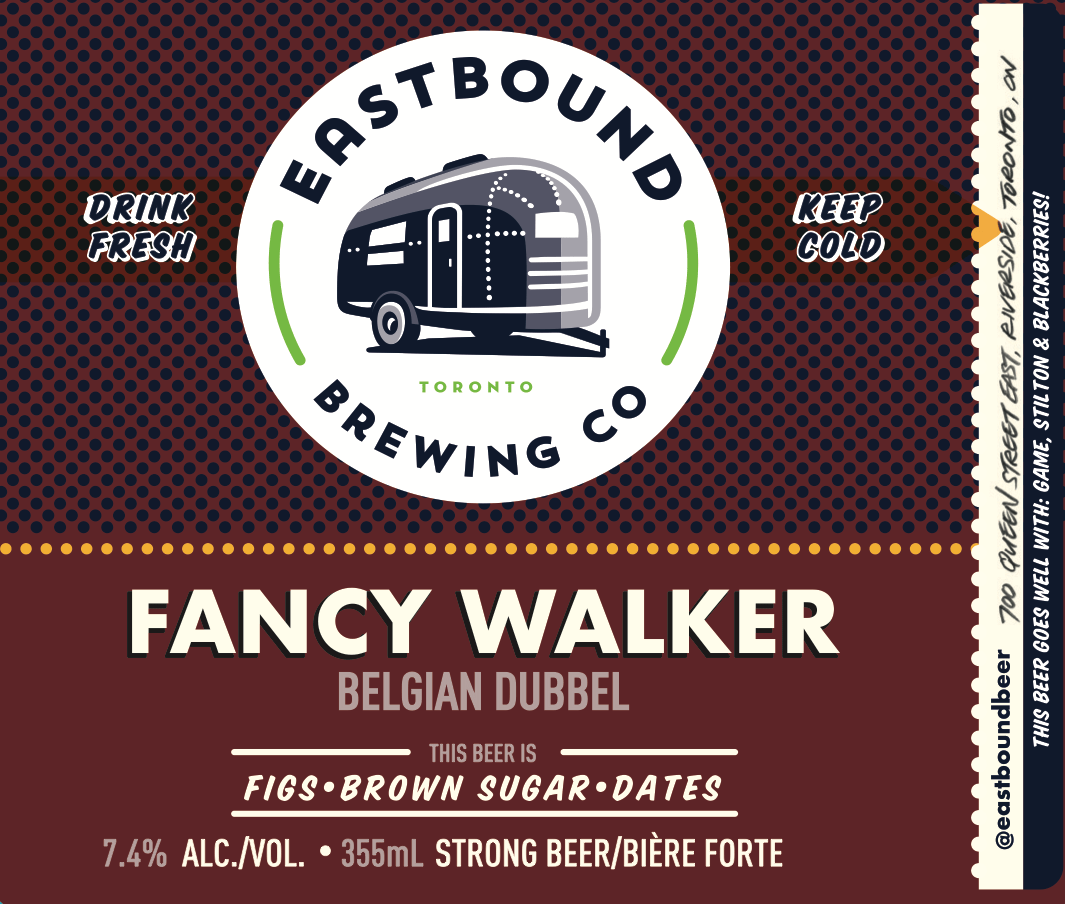 EASTBOUND
TORONTO
BREWING CO
DRINK
FRESH
KEEP
COLD
FANCY WALKER
BELGIAN DUBBEL
THIS BEER IS
FIGS•BROWN SUGAR•DATES
7.4% ALC./VOL. • 355mL STRONG BEER/BIÈRE FORTE
@eastboundbeer 700 QUEEN STREET EAST, RIVERSIDE, TORONTO, ON
THIS BEER GOES WELL WITH: GAME, STILTON & BLACKBERRIES!